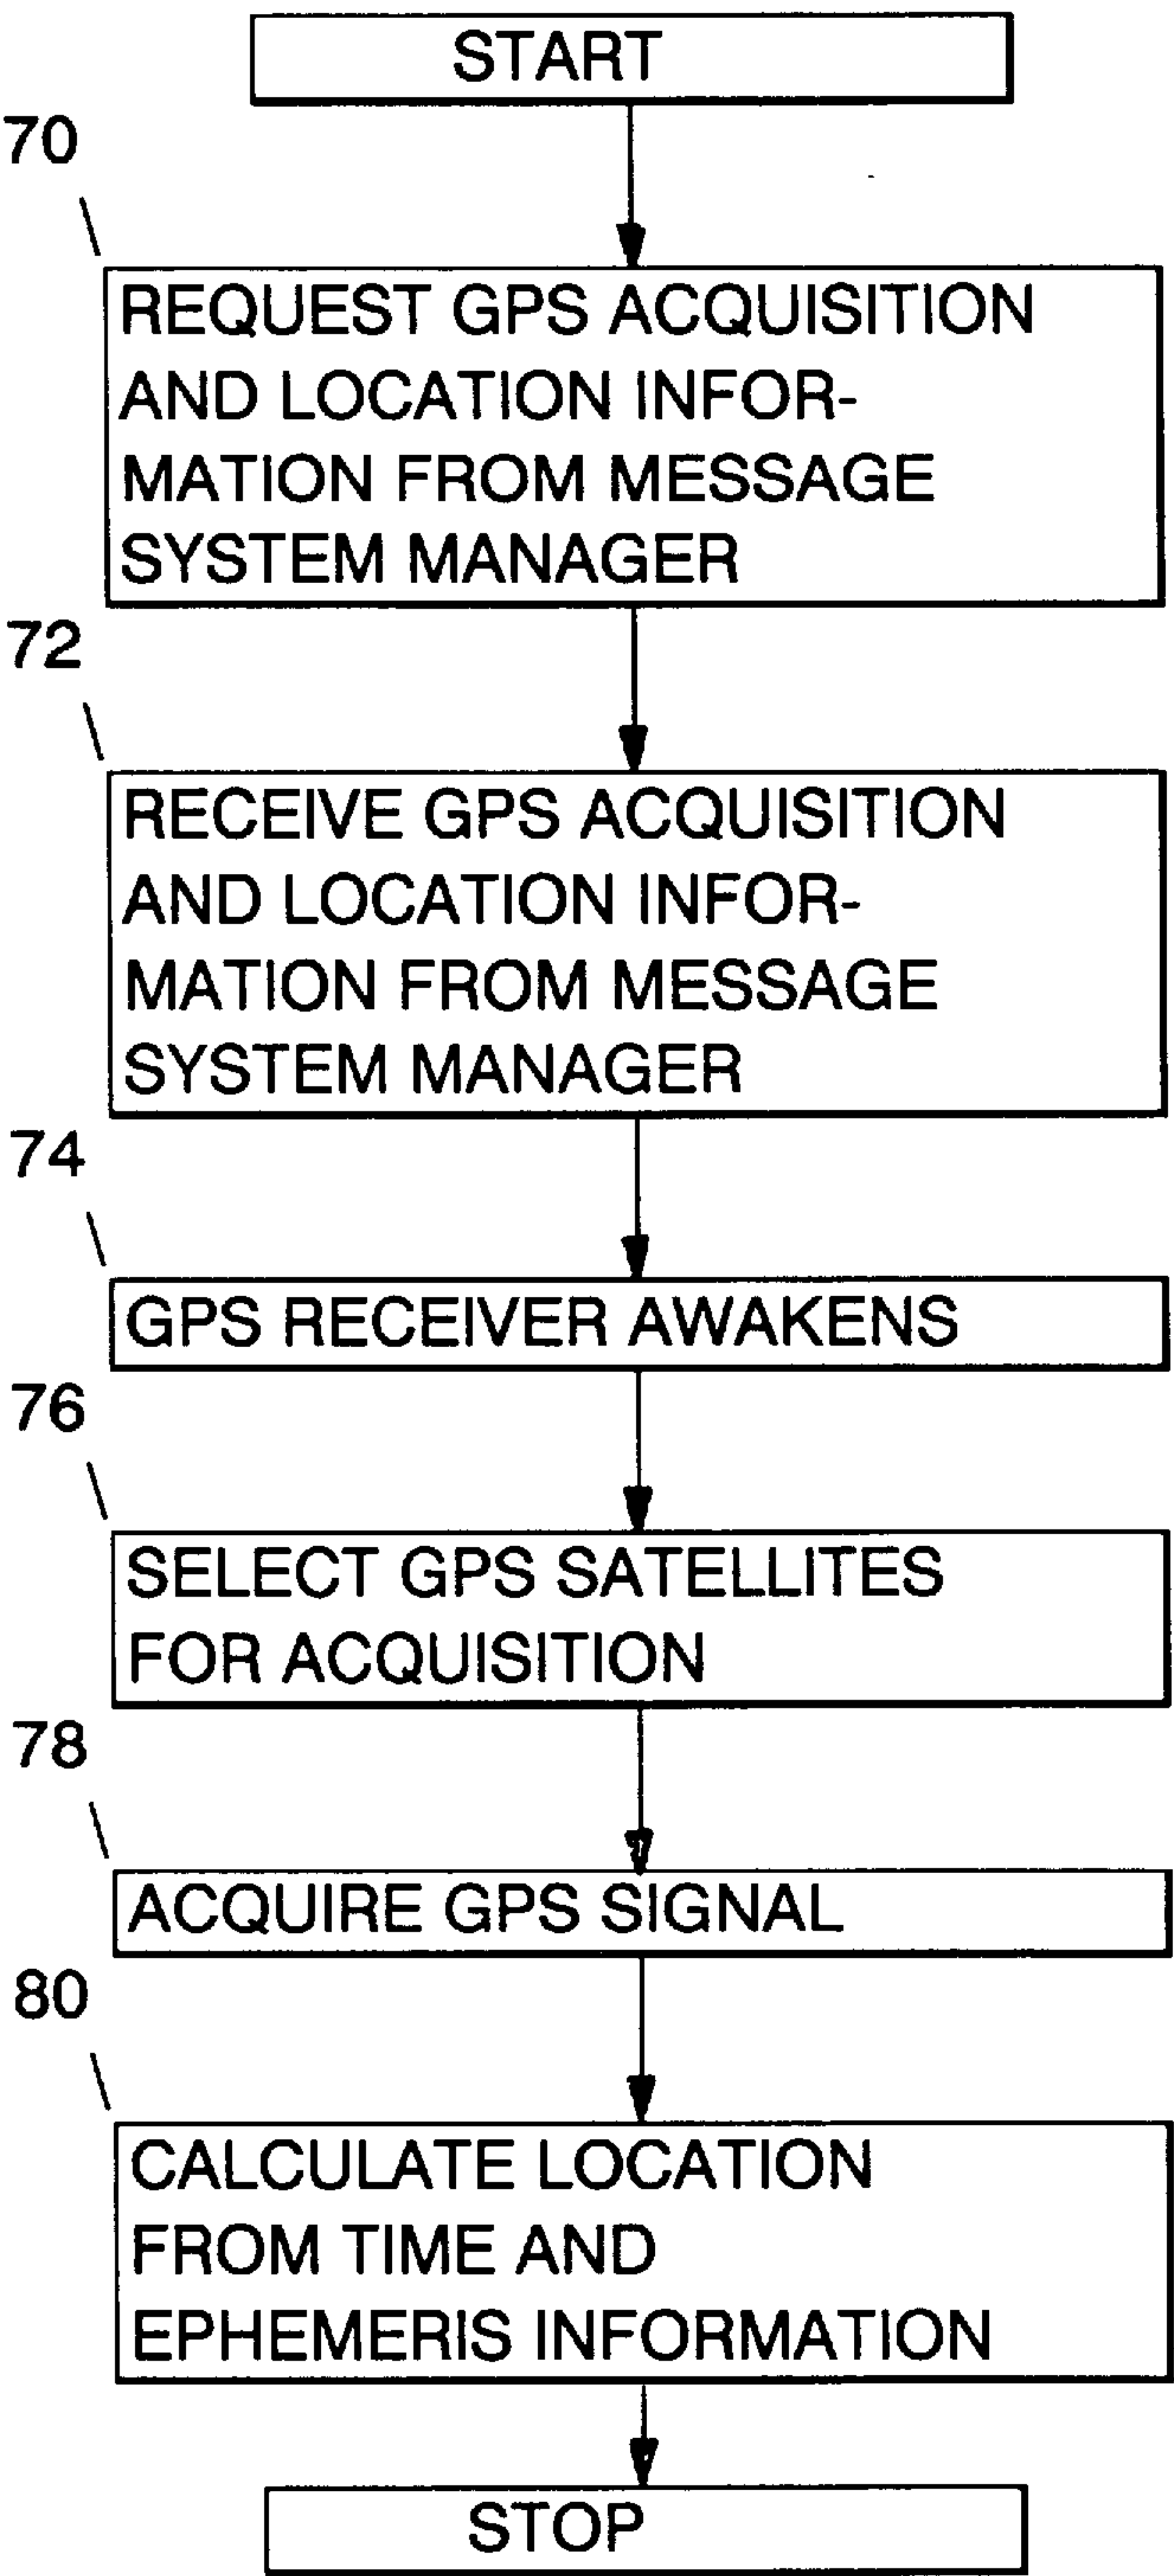 START
70
REQUEST GPS ACQUISITION
AND LOCATION INFOR-
MATION FROM MESSAGE
SYSTEM MANAGER
72
RECEIVE GPS ACQUISITION
AND LOCATION INFOR-
MATION FROM MESSAGE
SYSTEM MANAGER
74
GPS RECEIVER AWAKENS
76
SELECT GPS SATELLITES
FOR ACQUISITION
78
ACQUIRE GPS SIGNAL
80
CALCULATE LOCATION
FROM TIME AND
EPHEMERIS INFORMATION
STOP